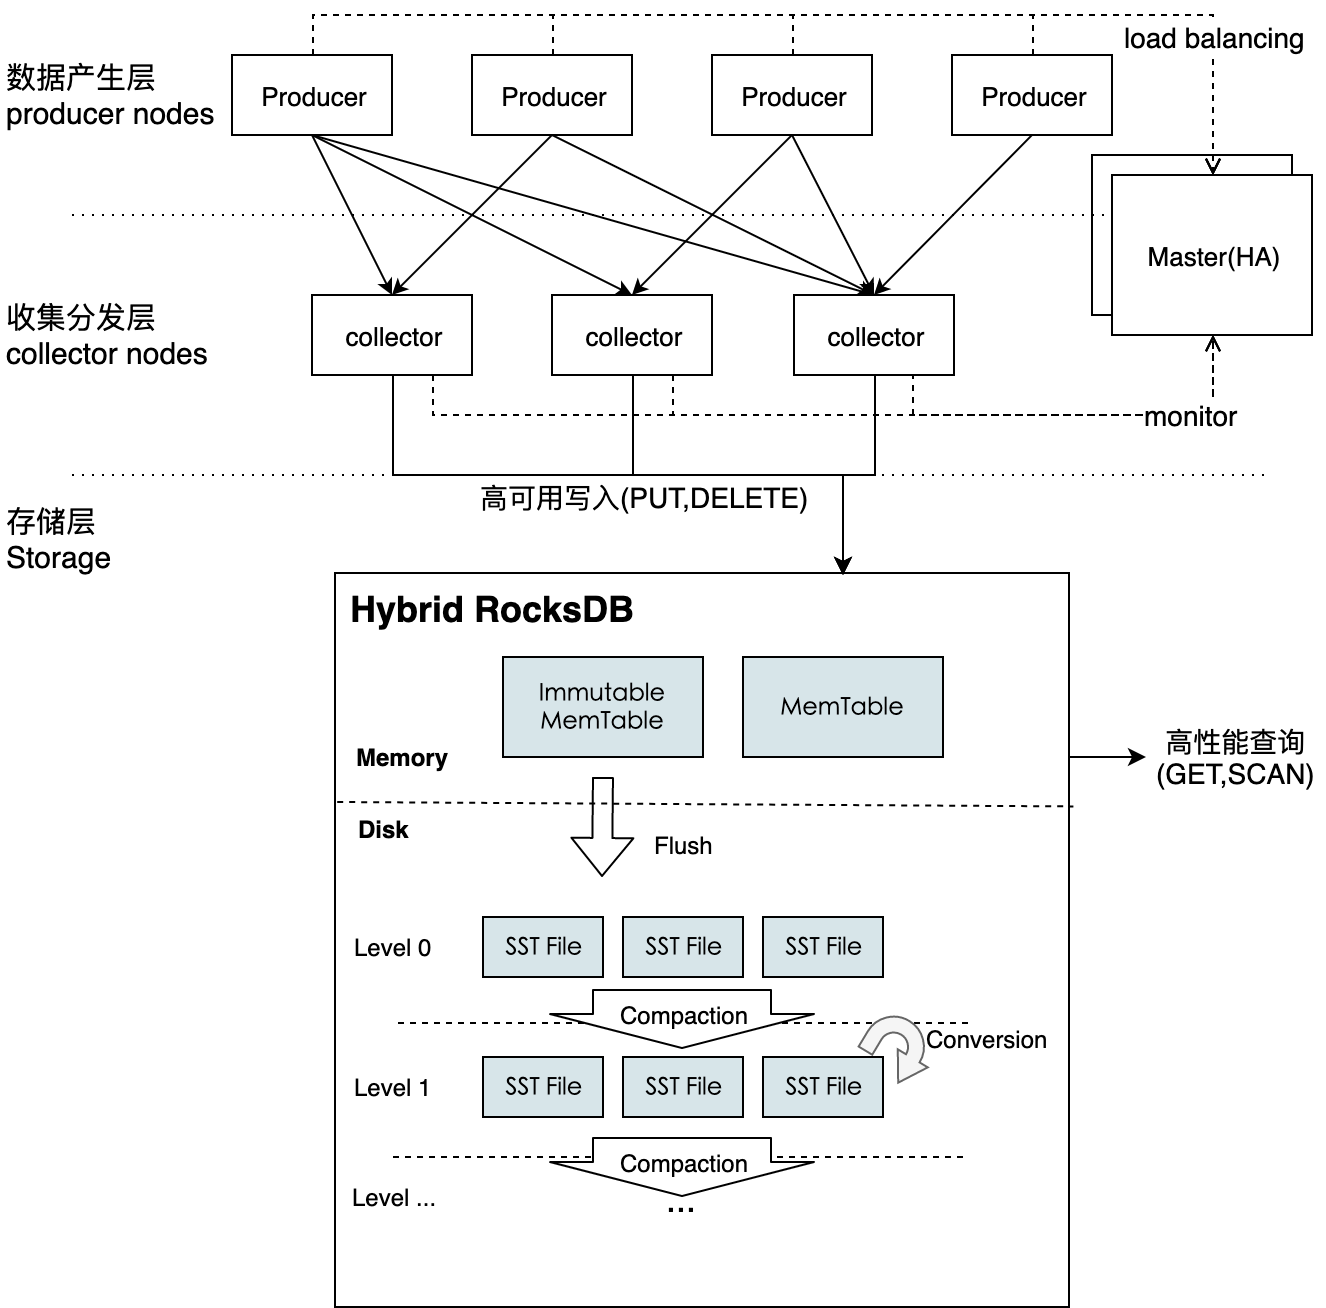 load balancing
数据产生层
producer nodes
Producer
Producer
Producer
Producer
Master(HA)
收集分发层
collector nodes
collector
collector
collector
monitor
高可用写入(PUT,DELETE)
存储层
Storage
Hybrid RocksDB
Immutable
MemTable
MemTable
Memory
高性能查询
(GET,SCAN)
Disk
Flush
Level 0
SST File
SST File
SST File
Compaction
Conversion
Level 1
SST File
SST File
SST File
Compaction
Level ...
...